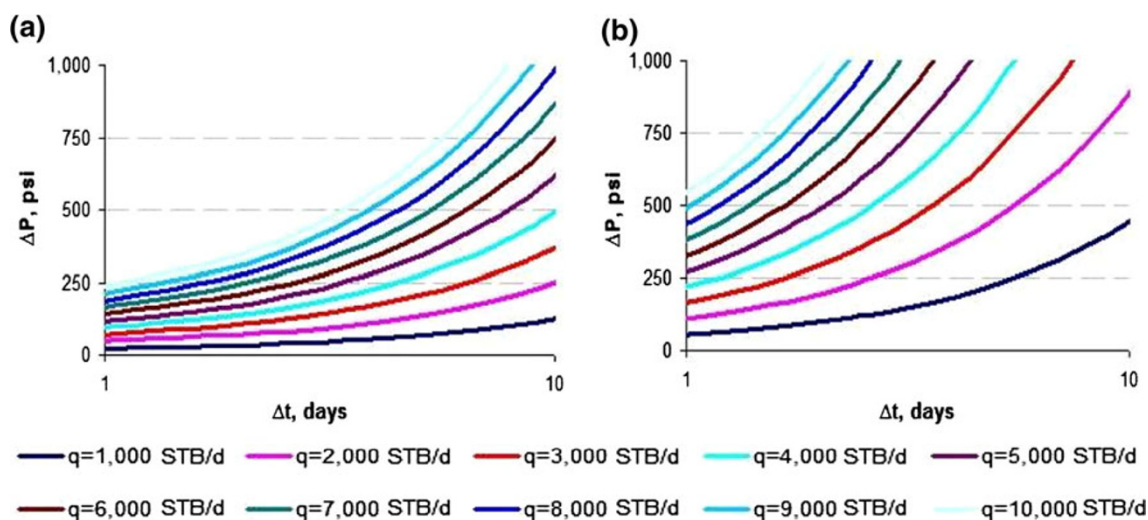 (a)
1,000
750
500
250
0
ΔP, psi
1
10
Δt, days
(b)
1,000
750
500
250
0
ΔP, psi
1
10
Δt, days
q=1,000 STB/d
q=2,000 STB/d
q=3,000 STB/d
q=4,000 STB/d
q=5,000 STB/d
q=6,000 STB/d
q=7,000 STB/d
q=8,000 STB/d
q=9,000 STB/d
q=10,000 STB/d